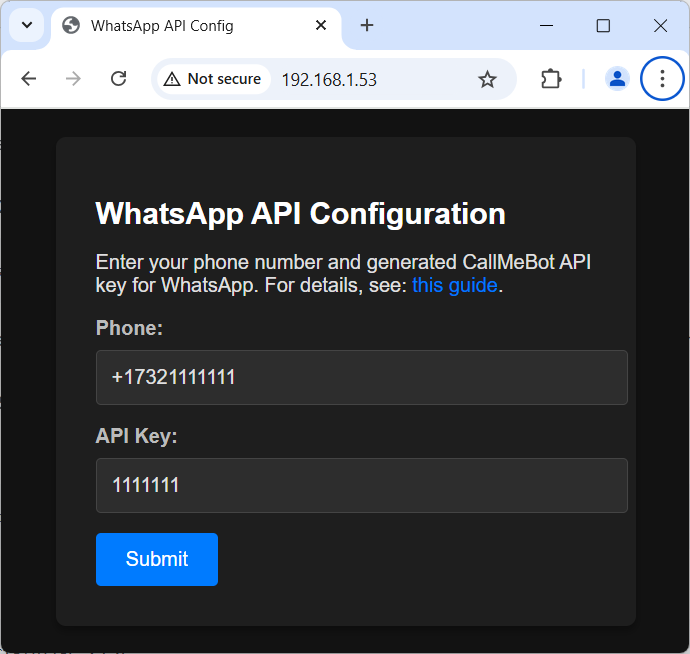 WhatsApp API Config
Not secure
192.168.1.53
WhatsApp API Configuration
Enter your phone number and generated CallMeBot API
key for WhatsApp. For details, see: this guide.
Phone:
+17321111111
API Key:
1111111
Submit